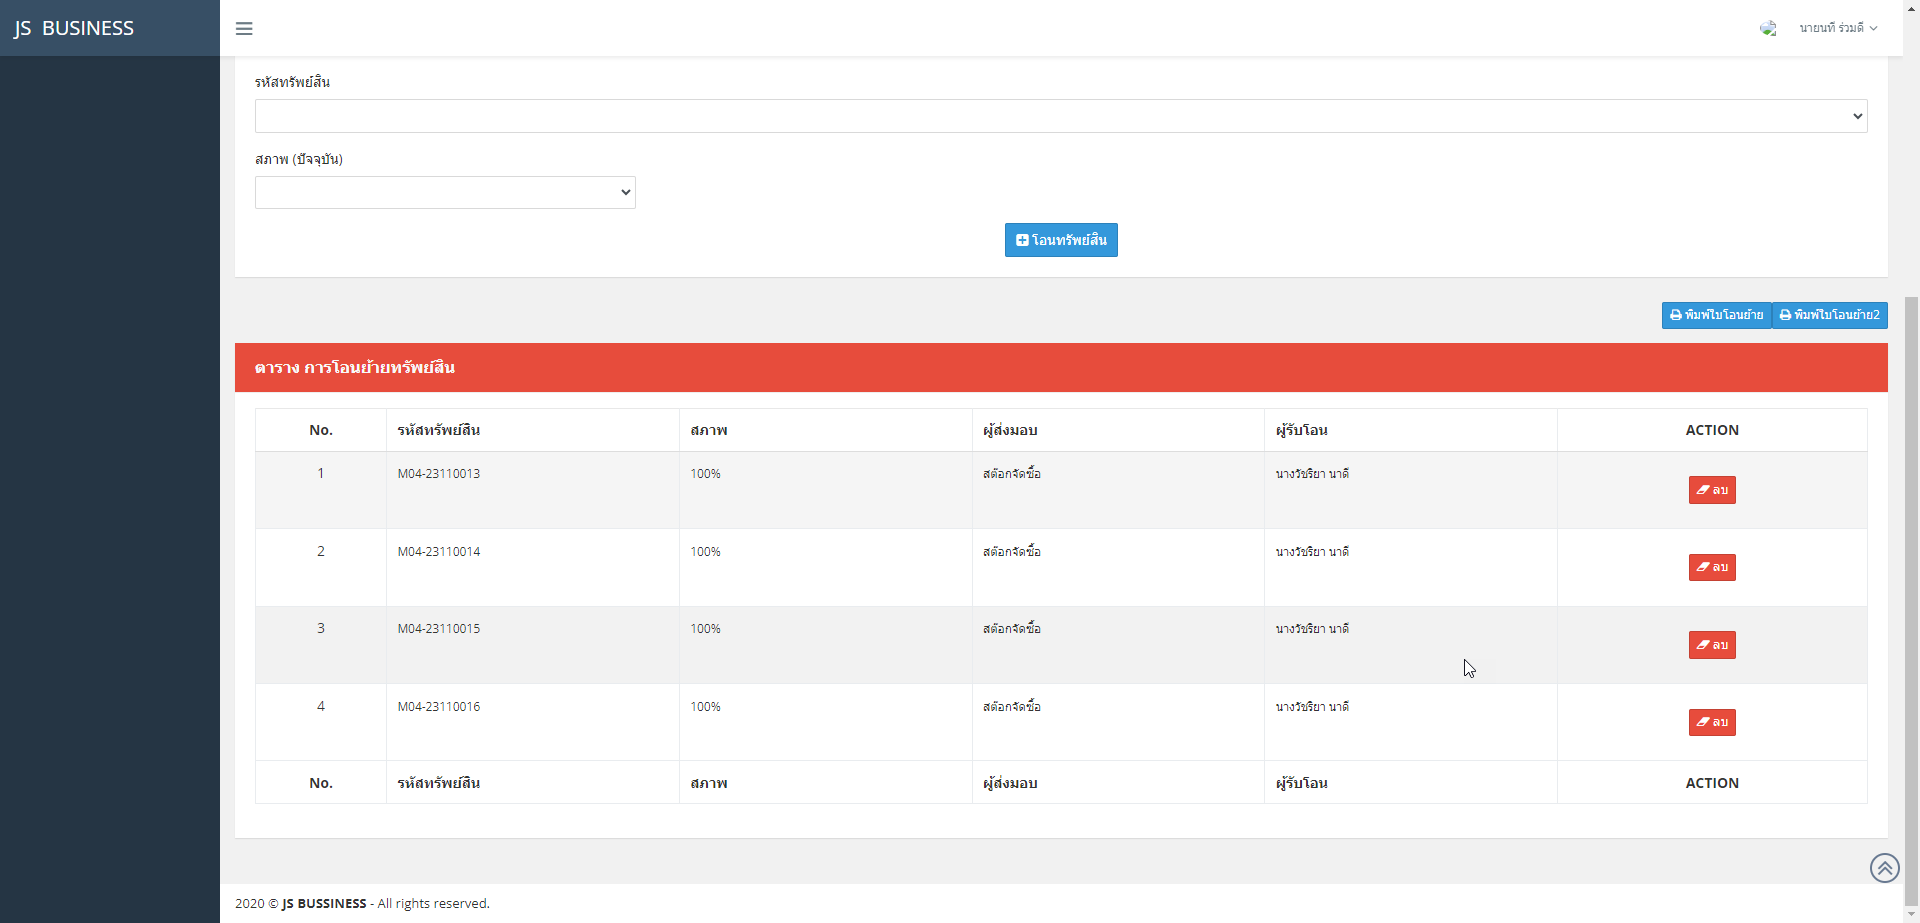 JS BUSINESS
นายนที ร่วมดี
รหัสทรัพย์สิน
สภาพ (ปัจจุบัน)
โอนทรัพย์สิน
พิมพ์ใบโอนย้าย พิมพ์ใบโอนย้าย2
ตาราง การโอนย้ายทรัพย์สิน
No. รหัสทรัพย์สิน สภาพ ผู้ส่งมอบ ผู้รับโอน ACTION
1 M04-23110013 100% สต๊อกจัดซื้อ นางวัชริยา นาดี ลบ
2 M04-23110014 100% สต๊อกจัดซื้อ นางวัชริยา นาดี ลบ
3 M04-23110015 100% สต๊อกจัดซื้อ นางวัชริยา นาดี ลบ
4 M04-23110016 100% สต๊อกจัดซื้อ นางวัชริยา นาดี ลบ
No. รหัสทรัพย์สิน สภาพ ผู้ส่งมอบ ผู้รับโอน ACTION
2020 © JS BUSSINESS - All rights reserved.